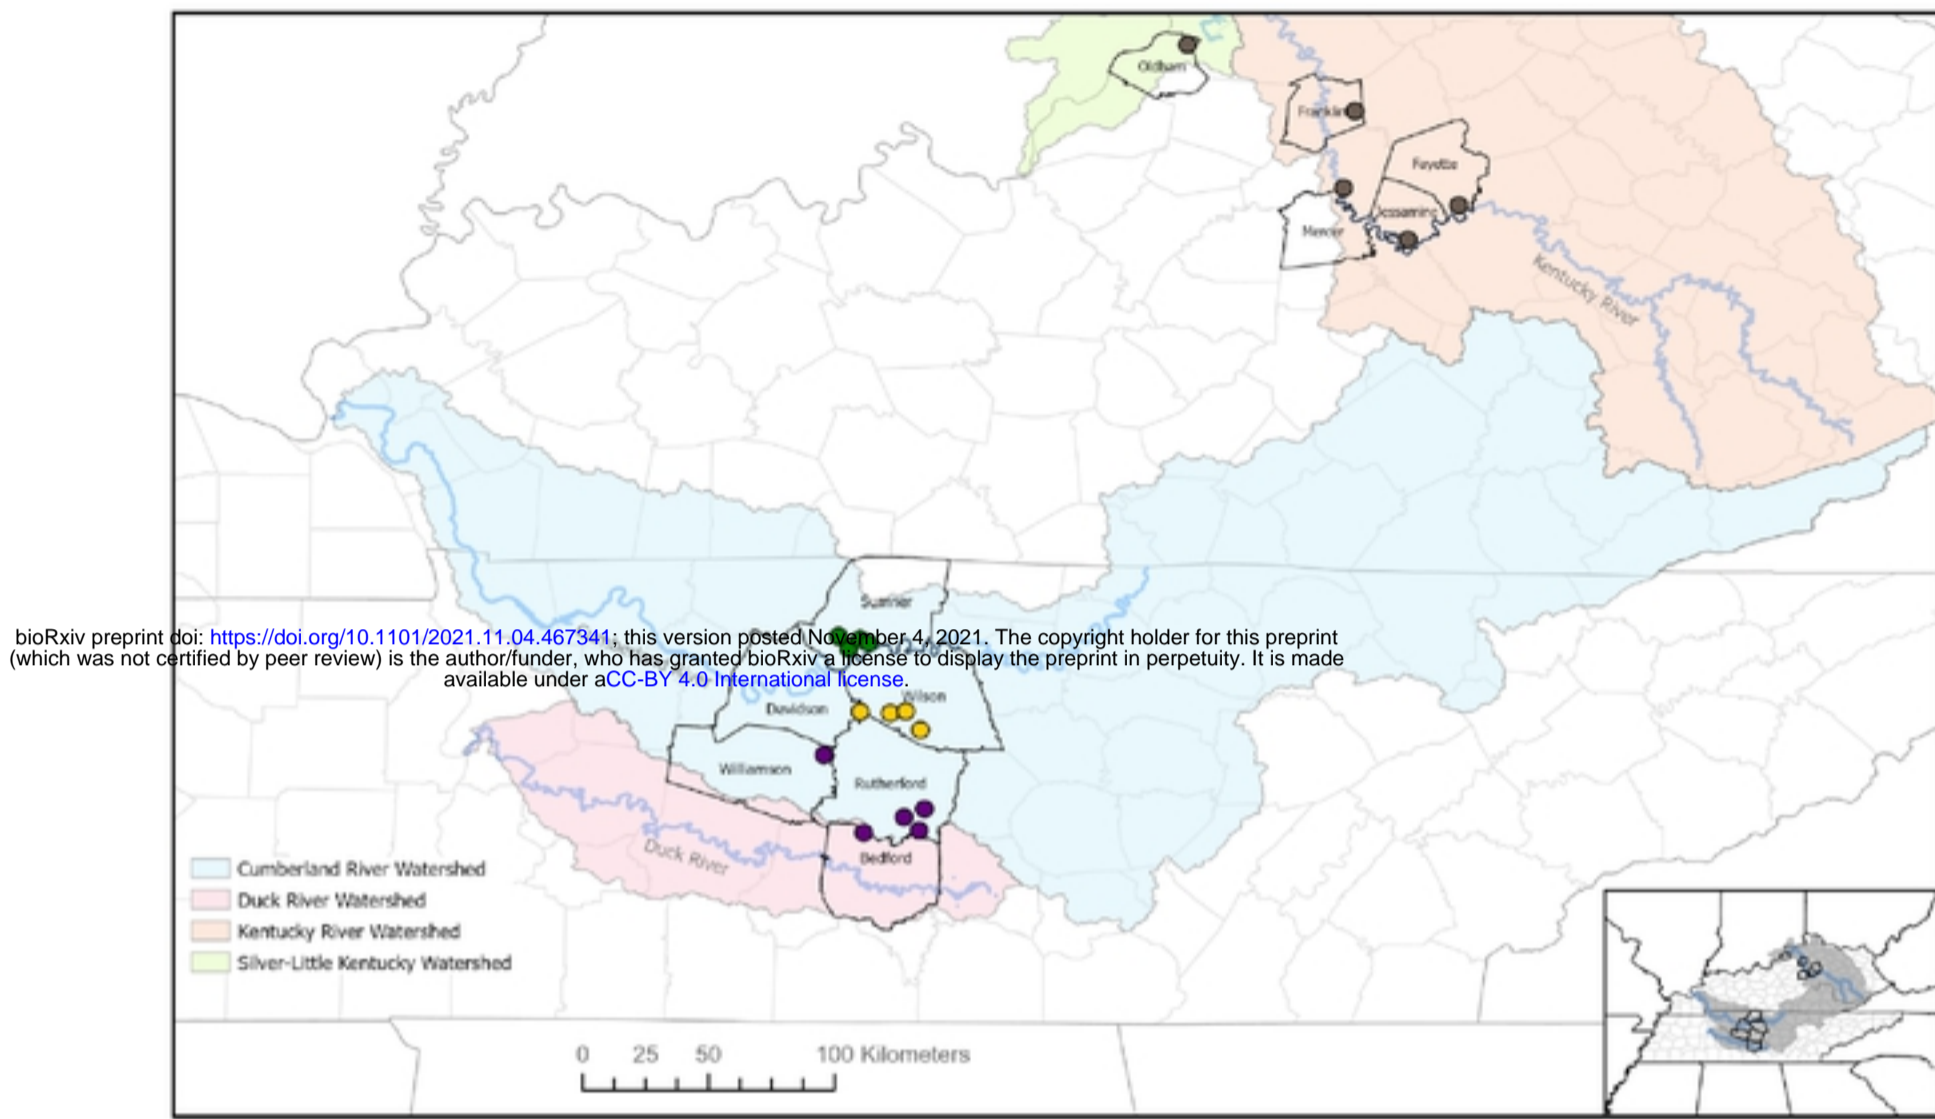 Oldham
Franklin
Fayette
Jessamine
Mercer
Kentucky River
Sumner
bioRxiv preprint doi: https://doi.org/10.1101/2021.11.04.467341; this version posted November 4, 2021. The copyright holder for this preprint
(which was not certified by peer review) is the author/funder, who has granted bioRxiv a license to display the preprint in perpetuity. It is made
available under aCC-BY 4.0 International license.
Wilson
Davidson
Williamson
Rutherford
Bedford
Duck River
Cumberland River Watershed
Duck River Watershed
Kentucky River Watershed
Silver-Little Kentucky Watershed
0 25 50 100 Kilometers